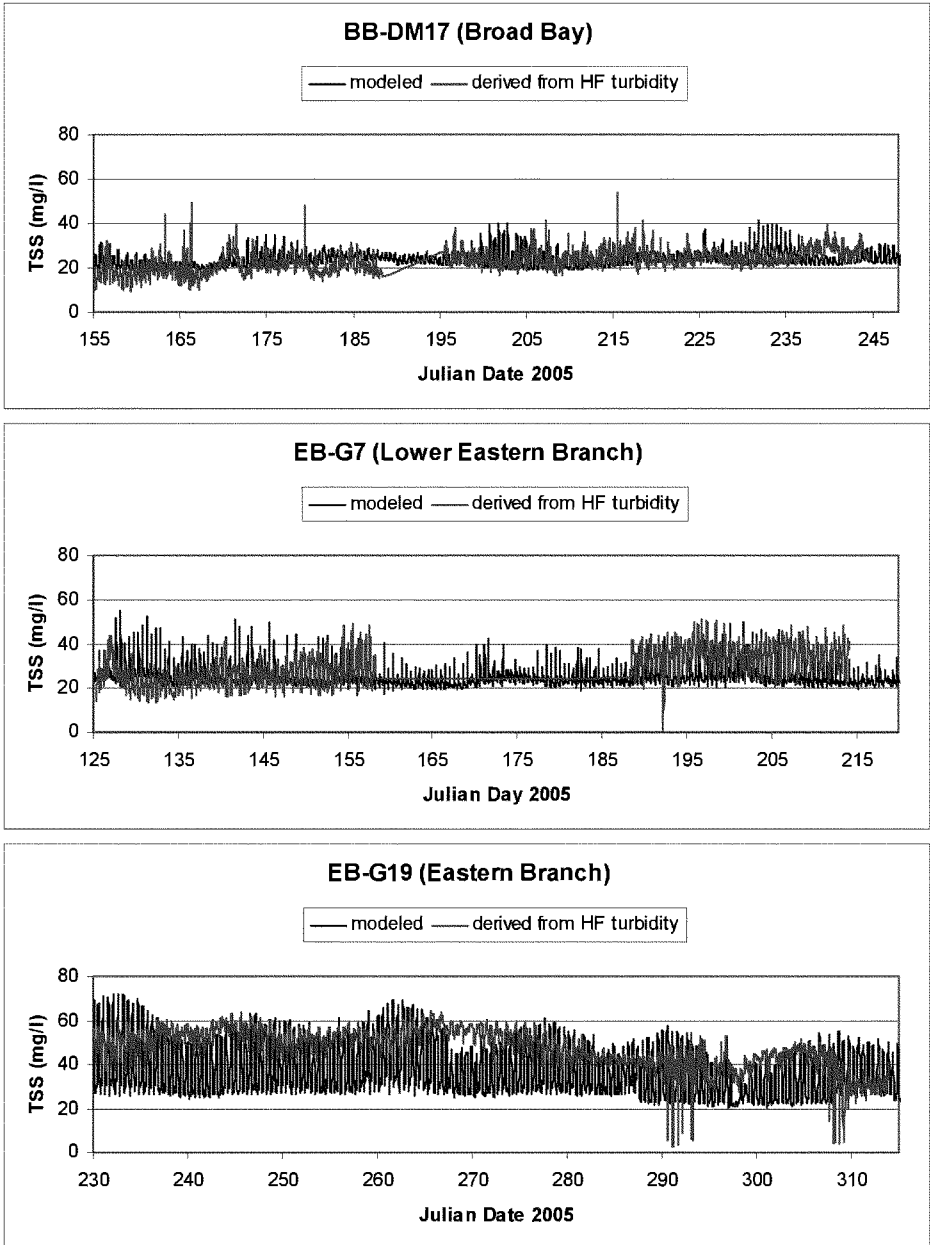 BB-DM17 (Broad Bay)
modeled derived from HF turbidity
80
60
40
20
0
TSS (mg/l)
155 165 175 185 195 205 215 225 235 245
Julian Date 2005
EB-G7 (Lower Eastern Branch)
modeled derived from HF turbidity
80
60
40
20
0
TSS (mg/l)
125 135 145 155 165 175 185 195 205 215
Julian Day 2005
EB-G19 (Eastern Branch)
modeled derived from HF turbidity
80
60
40
20
0
TSS (mg/l)
230 240 250 260 270 280 290 300 310
Julian Date 2005